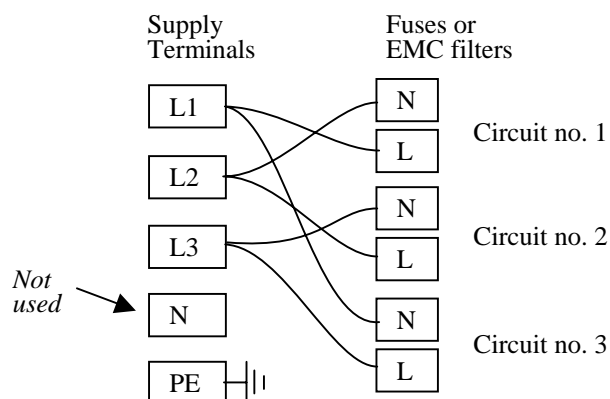 Supply
Terminals
Fuses or
EMC filters
L1
L2
L3
N
PE
Not
used
N
L
Circuit no. 1
N
L
Circuit no. 2
N
L
Circuit no. 3